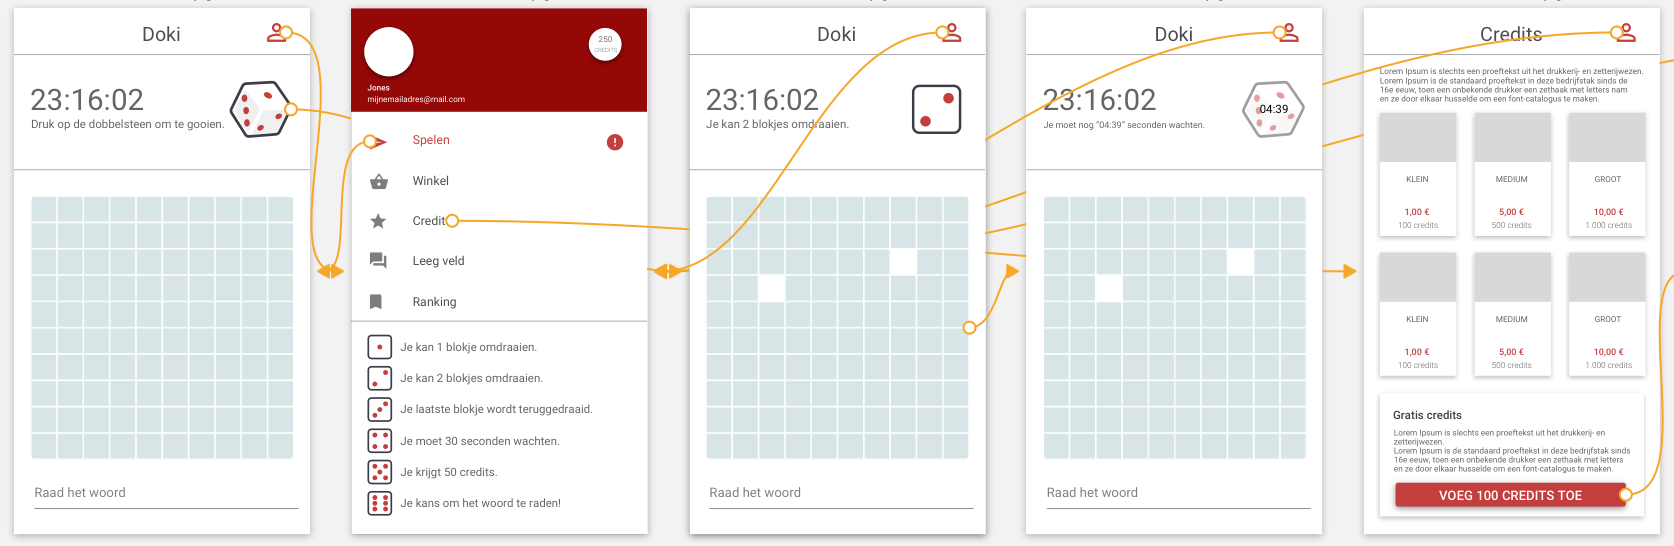 Doki
23:16:02
Druk op de dobbelsteen om te gooien.
Raad het woord
250
CREDITS
Jones
mijnemailadres@mail.com
Spelen
Winkel
Credit
Leeg veld
Ranking
Je kan 1 blokje omdraaien.
Je kan 2 blokjes omdraaien.
Je laatste blokje wordt teruggedraaid.
Je moet 30 seconden wachten.
Je krijgt 50 credits.
Je kans om het woord te raden!
Doki
23:16:02
Je kan 2 blokjes omdraaien.
Raad het woord
Doki
23:16:02
Je moet nog "04:39" seconden wachten.
04:39
Raad het woord
Credits
Lorem Ipsum is slechts een proeftekst uit het drukkerij- en zetterijwezen.
Lorem Ipsum is de standaard proeftekst in deze bedrijfstak sinds de
16e eeuw, toen een onbekende drukker een zethaak met letters nam
en ze door elkaar husselde om een font-catalogus te maken.
KLEIN MEDIUM GROOT
1,00 € 5,00 € 10,00 €
100 credits 500 credits 1.000 credits
KLEIN MEDIUM GROOT
1,00 € 5,00 € 10,00 €
100 credits 500 credits 1.000 credits
Gratis credits
Lorem Ipsum is slechts een proeftekst uit het drukkerij- en
zetterijwezen.
Lorem Ipsum is de standaard proeftekst in deze bedrijfstak sinds
16e eeuw, toen een onbekende drukker een zethaak met letters
en ze door elkaar husselde om een font-catalogus te maken.
VOEG 100 CREDITS TOE